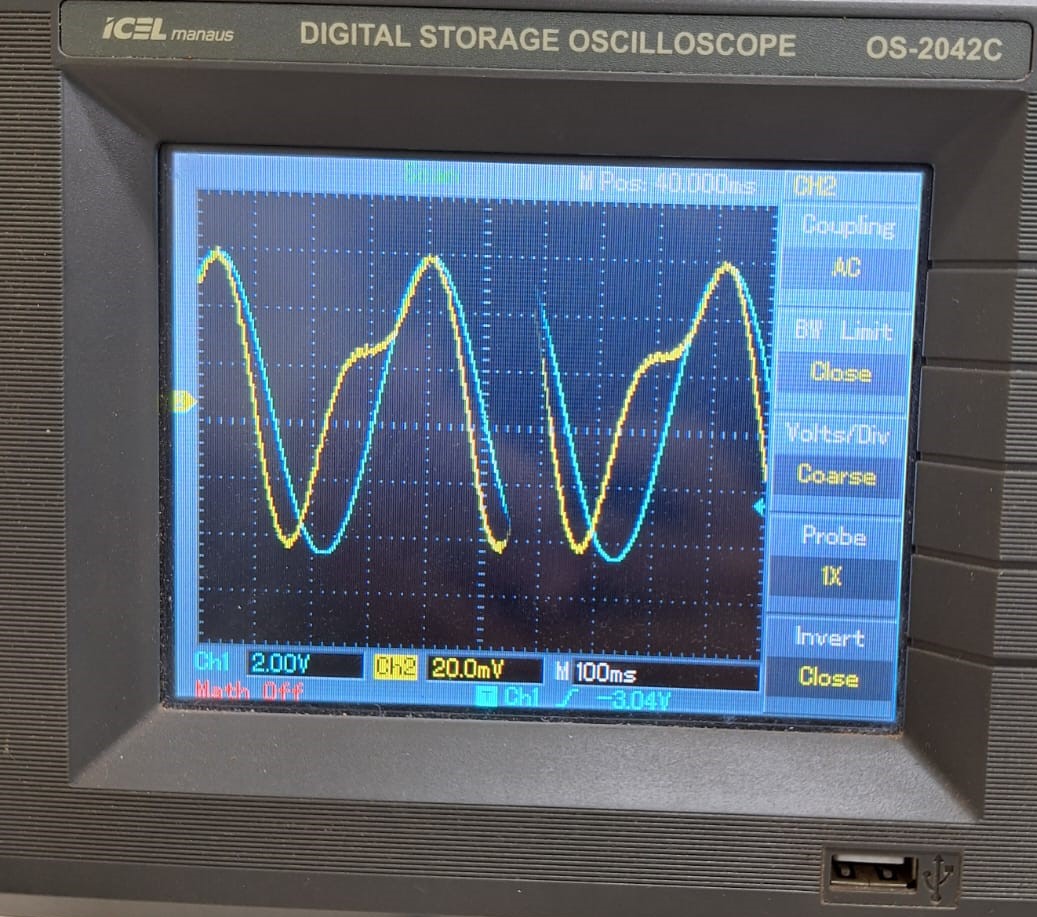 ICEL manaus DIGITAL STORAGE OSCILLOSCOPE OS-2042C
Scan M Pos: 40.000ms CH2
Coupling
AC
BW Limit
Close
Volts/Div
Coarse
Probe
1X
Invert
Close
Ch1 2.00V Ch2 20.0mV M 100ms
Math Off T Ch1 -3.04V